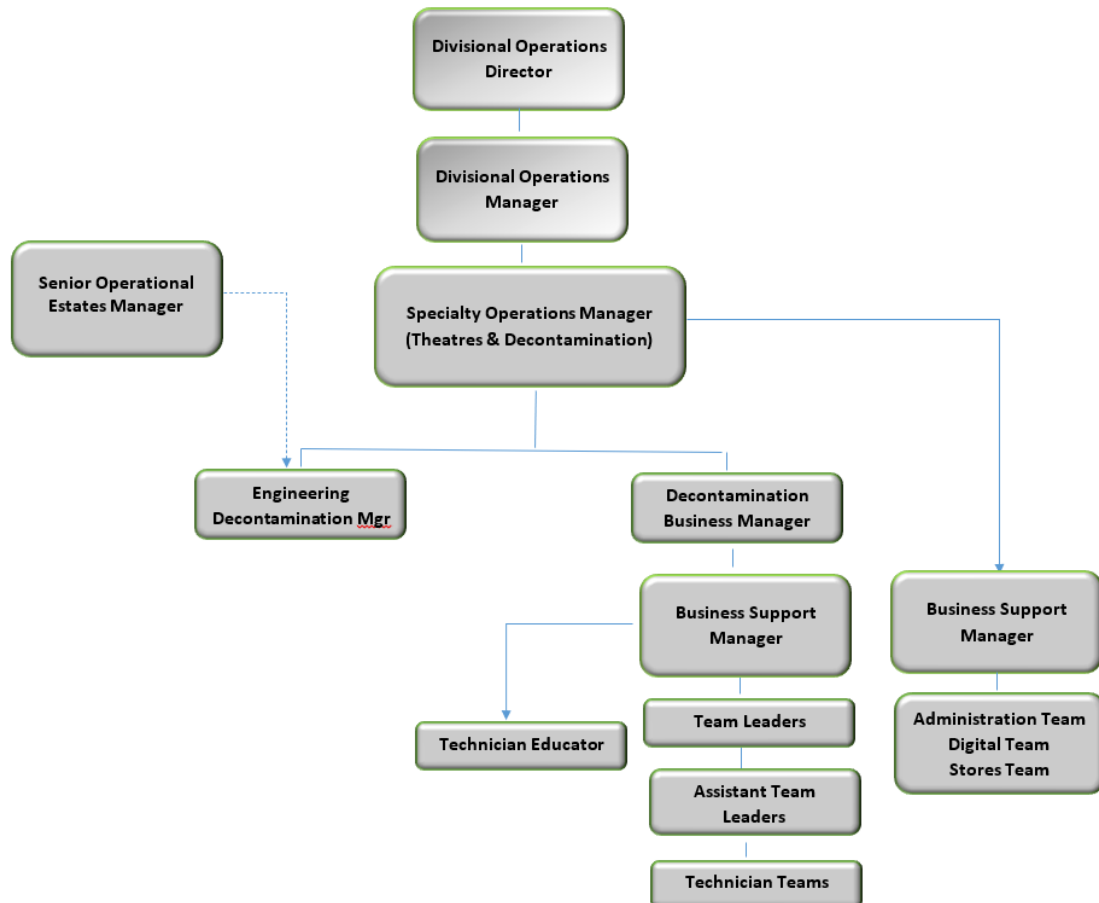 Divisional Operations
Director
Divisional Operations
Manager
Senior Operational
Estates Manager
Specialty Operations Manager
(Theatres & Decontamination)
Engineering
Decontamination Mgr
Decontamination
Business Manager
Business Support
Manager
Business Support
Manager
Technician Educator
Team Leaders
Administration Team
Digital Team
Stores Team
Assistant Team
Leaders
Technician Teams